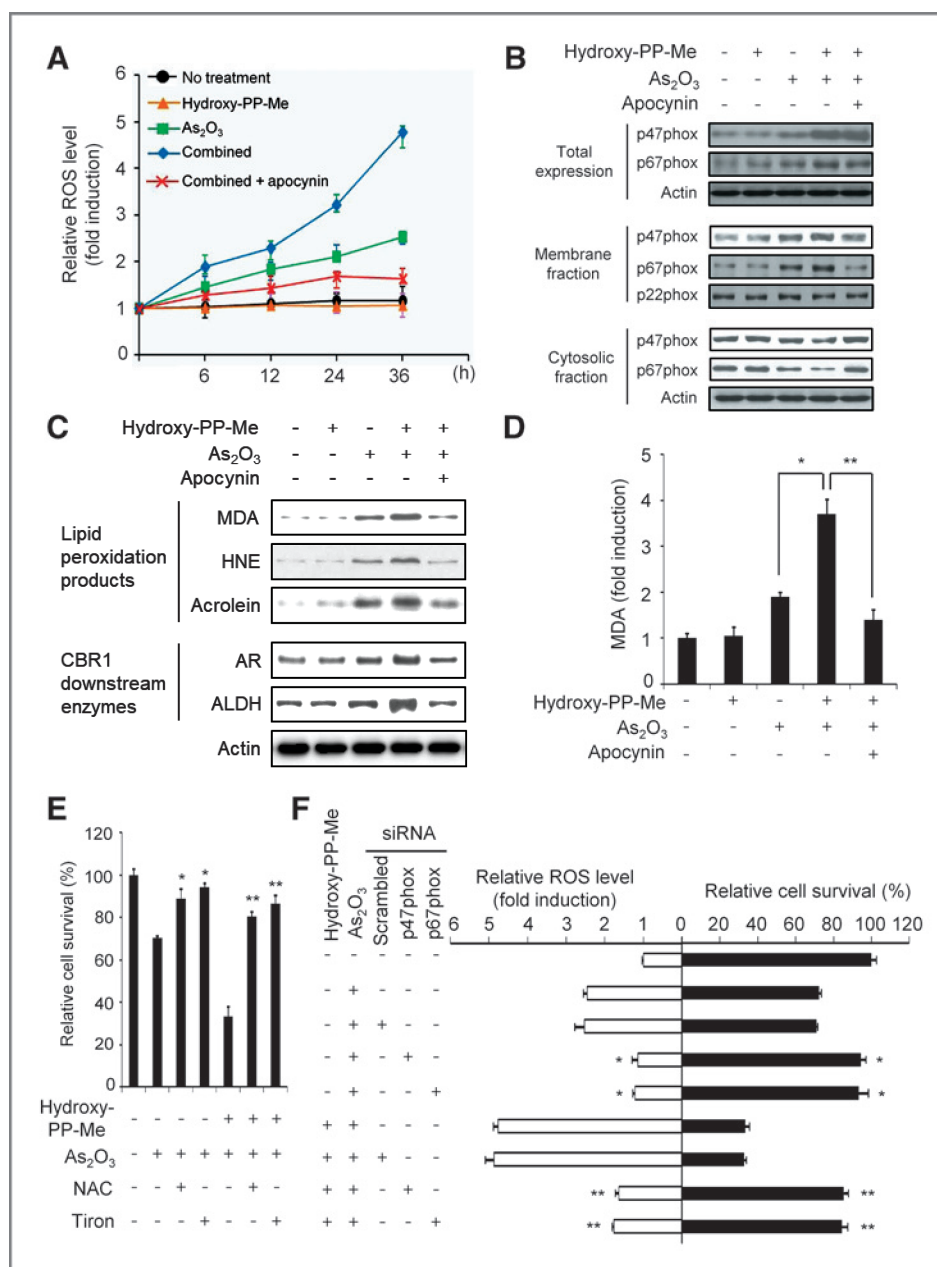 A
6
5
4
3
2
1
0
Relative ROS level
(fold induction)
No treatment
Hydroxy-PP-Me
As2O3
Combined
Combined + apocynin
6 12 24 36 (h)
B
Hydroxy-PP-Me - + - + +
As2O3 - - + + +
Apocynin - - - - +
Total
expression
p47phox
p67phox
Actin
Membrane
fraction
p47phox
p67phox
p22phox
Cytosolic
fraction
p47phox
p67phox
Actin
C
Hydroxy-PP-Me - + - + +
As2O3 - - + + +
Apocynin - - - - +
Lipid
peroxidation
products
MDA
HNE
Acrolein
CBR1
downstream
enzymes
AR
ALDH
Actin
D
MDA (fold induction)
5
4
3
2
1
0
* **
Hydroxy-PP-Me - + - + +
As2O3 - - + + +
Apocynin - - - - +
E
Relative cell survival (%)
120
100
80
60
40
20
0
* * ** **
Hydroxy-
PP-Me - - - - + + +
As2O3 - + + + + + +
NAC - - + - - + -
Tiron - - - + - - +
F
siRNA
Hydroxy-PP-Me
As2O3
Scrambled
p47phox
p67phox
Relative ROS level
(fold induction)
Relative cell survival (%)
6 5 4 3 2 1 0 20 40 60 80 100 120
- - - - -
- + - - -
- + + - -
- + - + - * *
- + - - + * *
+ + - - -
+ + + - -
+ + - + - ** **
+ + - - + ** **